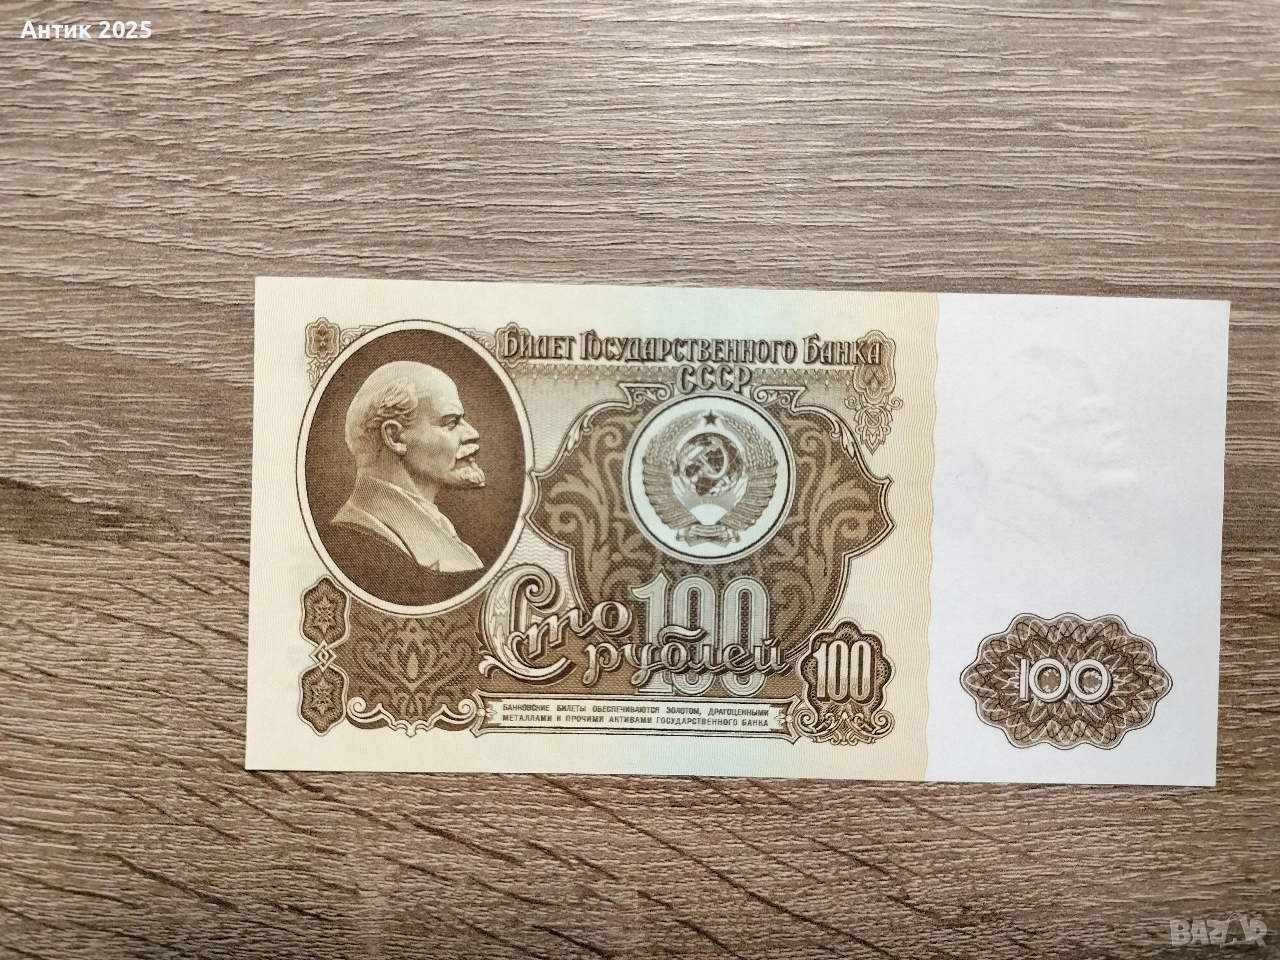 Антик 2025
Билет Государственного Банка
СССР
100
Сто
рублей
100
100
БАНКОВСКИЕ БИЛЕТЫ ОБЕСПЕЧИВАЮТСЯ ЗОЛОТОМ, ДРАГОЦЕННЫМИ
МЕТАЛЛАМИ И ПРОЧИМИ АКТИВАМИ ГОСУДАРСТВЕННОГО БАНКА
BAZAR